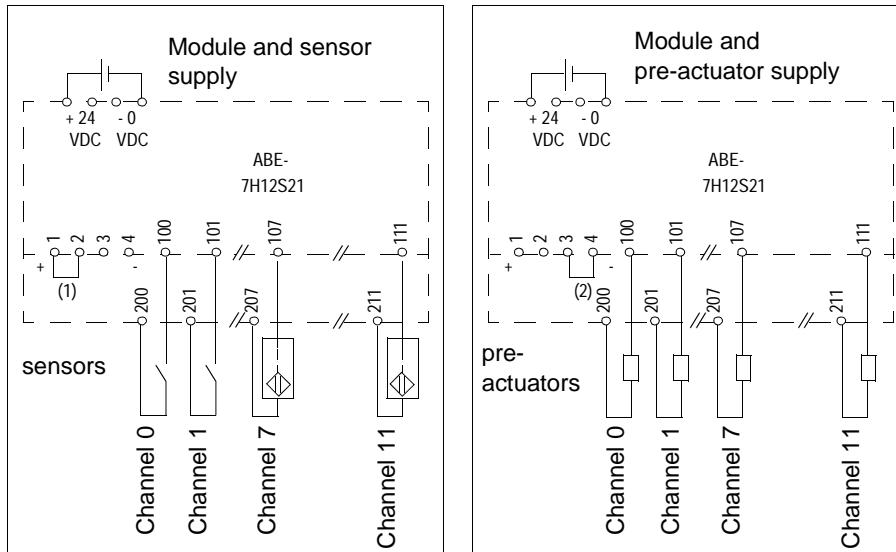 Module and sensor
supply
+ 24 - 0
VDC VDC
ABE-
7H12S21
1 2 3 4 100 101 107 111
+ -
(1)
200 201 207 211
sensors
Channel 0
Channel 1
Channel 7
Channel 11
Module and
pre-actuator supply
+ 24 - 0
VDC VDC
ABE-
7H12S21
1 2 3 4 100 101 107 111
+ -
(2)
200 201 207 211
pre-
actuators
Channel 0
Channel 1
Channel 7
Channel 11